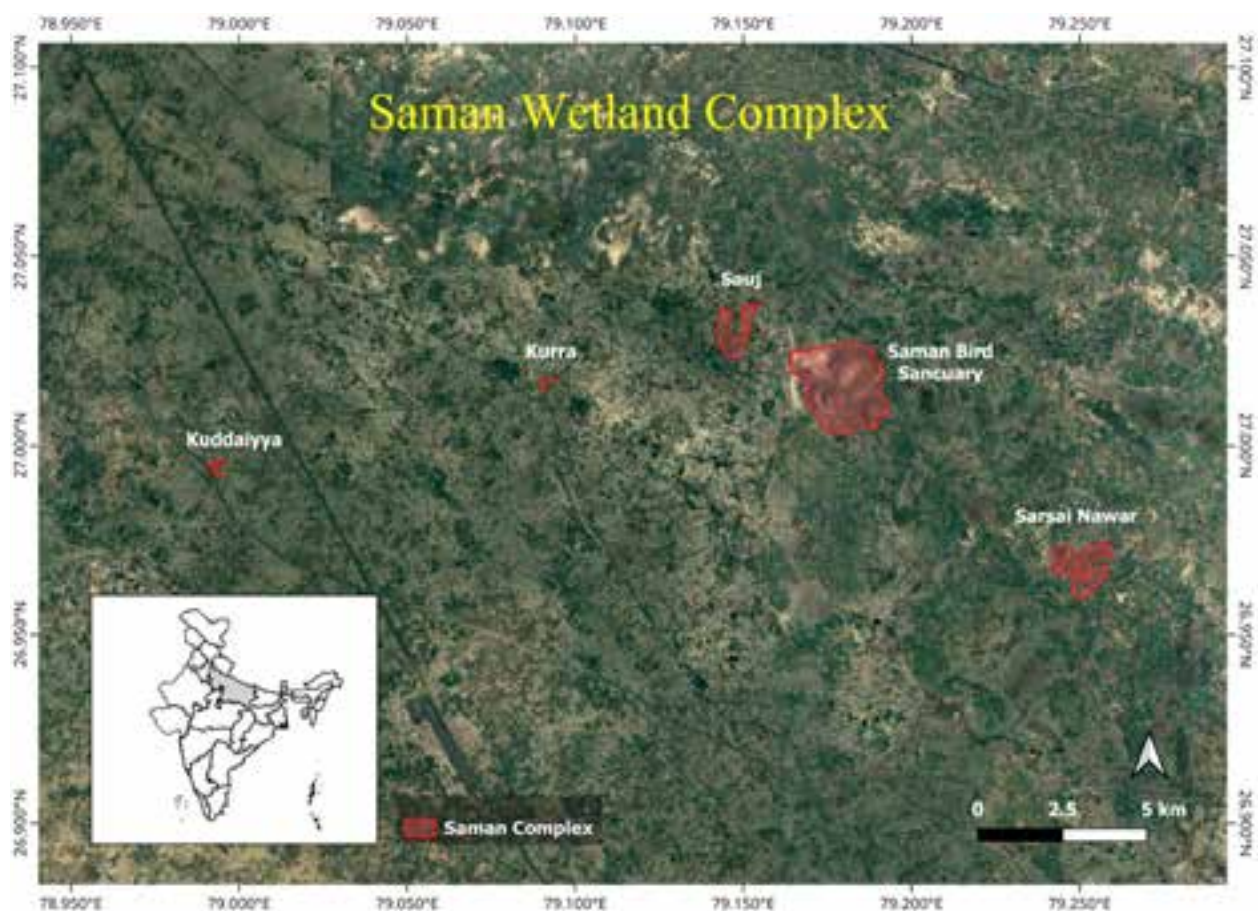 78.950°E 79.000°E 79.050°E 79.100°E 79.150°E 79.200°E 79.250°E
27.100°N 27.100°N
Saman Wetland Complex
27.050°N 27.050°N
Sauj
Kurra
Saman Bird
Sancuary
Kuddaiyya
27.000°N 27.000°N
Sarsai Nawar
26.950°N 26.950°N
0 2.5 5 km
Saman Complex
26.900°N 26.900°N
78.950°E 79.000°E 79.050°E 79.100°E 79.150°E 79.200°E 79.250°E